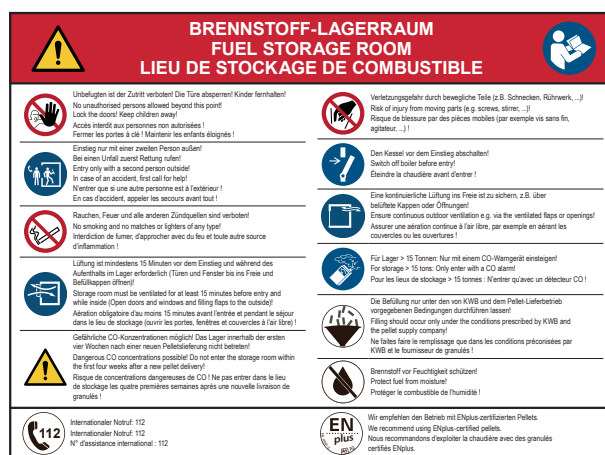 BRENNSTOFF-LAGERRAUM
FUEL STORAGE ROOM
LIEU DE STOCKAGE DE COMBUSTIBLE
Unbefugten ist der Zutritt verboten! Die Türe absperren! Kinder fernhalten!
No unauthorised persons allowed beyond this point!
Lock the doors! Keep children away!
Accès interdit aux personnes non autorisées !
Fermer les portes à clé ! Maintenir les enfants éloignés !
Einstieg nur mit einer zweiten Person außen!
Bei einen Unfall zuerst Rettung rufen!
Entry only with a second person outside!
In case of an accident, first call for help!
N'entrer que si une autre personne est à l'extérieur !
En cas d'accident, appeler les secours avant tout !
Rauchen, Feuer und alle anderen Zündquellen sind verboten!
No smoking and no matches or lighters of any type!
Interdiction de fumer, d'approcher avec du feu et toute autre source
d'inflammation !
Lüftung ist mindestens 15 Minuten vor dem Einstieg und während des
Aufenthalts im Lager erforderlich (Türen und Fenster bis ins Freie und
Befüllkappen öffnen)!
Storage room must be ventilated for at least 15 minutes before entry and
while inside (Open doors and windows and filling flaps to the outside)!
Aération obligatoire d'au moins 15 minutes avant l'entrée et pendant le séjour
dans le lieu de stockage (ouvrir les portes, fenêtres et couvercles à l'air libre) !
Gefährliche CO-Konzentrationen möglich! Das Lager innerhalb der ersten
vier Wochen nach einer neuen Pelletslieferung nicht betreten!
Dangerous CO concentrations possible! Do not enter the storage room within
the first four weeks after a new pellet delivery!
Risque de concentrations dangereuses de CO ! Ne pas entrer dans le lieu
de stockage les quatre premières semaines après une nouvelle livraison de
granulés !
112
Internationaler Notruf: 112
Internationaler Notruf: 112
N° d'assistance international : 112
Verletzungsgefahr durch bewegliche Teile (z.B. Schnecken, Rührwerk, ...)!
Risk of injury from moving parts (e.g. screws, stirrer, ...)!
Risque de blessure par des pièces mobiles (par exemple vis sans fin,
agitateur, ...) !
Den Kessel vor dem Einstieg abschalten!
Switch off boiler before entry!
Éteindre la chaudière avant d'entrer !
Eine kontinuierliche Lüftung ins Freie ist zu sichern, z.B. über
belüftete Kappen oder Öffnungen!
Ensure continuous outdoor ventilation e.g. via the ventilated flaps or openings!
Assurer une aération continue à l'air libre, par exemple en aérant les
couvercles ou les ouvertures !
Für Lager > 15 Tonnen: Nur mit einem CO-Warngerät einsteigen!
For storage > 15 tons: Only enter with a CO alarm!
Pour les lieux de stockage > 15 tonnes : N'entrer qu'avec un détecteur CO !
Die Befüllung nur unter den von KWB und dem Pellet-Lieferbetrieb
vorgegebenen Bedingungen durchführen lassen!
Filling should occur only under the conditions prescribed by KWB and
the pellet supply company!
Ne faites faire le remplissage que dans les conditions préconisées par
KWB et le fournisseur de granulés !
Brennstoff vor Feuchtigkeit schützen!
Protect fuel from moisture!
Protéger le combustible de l'humidité !
EN
plus
Wir empfehlen den Betrieb mit ENplus-zertifizierten Pellets.
We recommend using ENplus-certified pellets.
Nous recommandons d'exploiter la chaudière avec des granulés
certifiés ENplus.